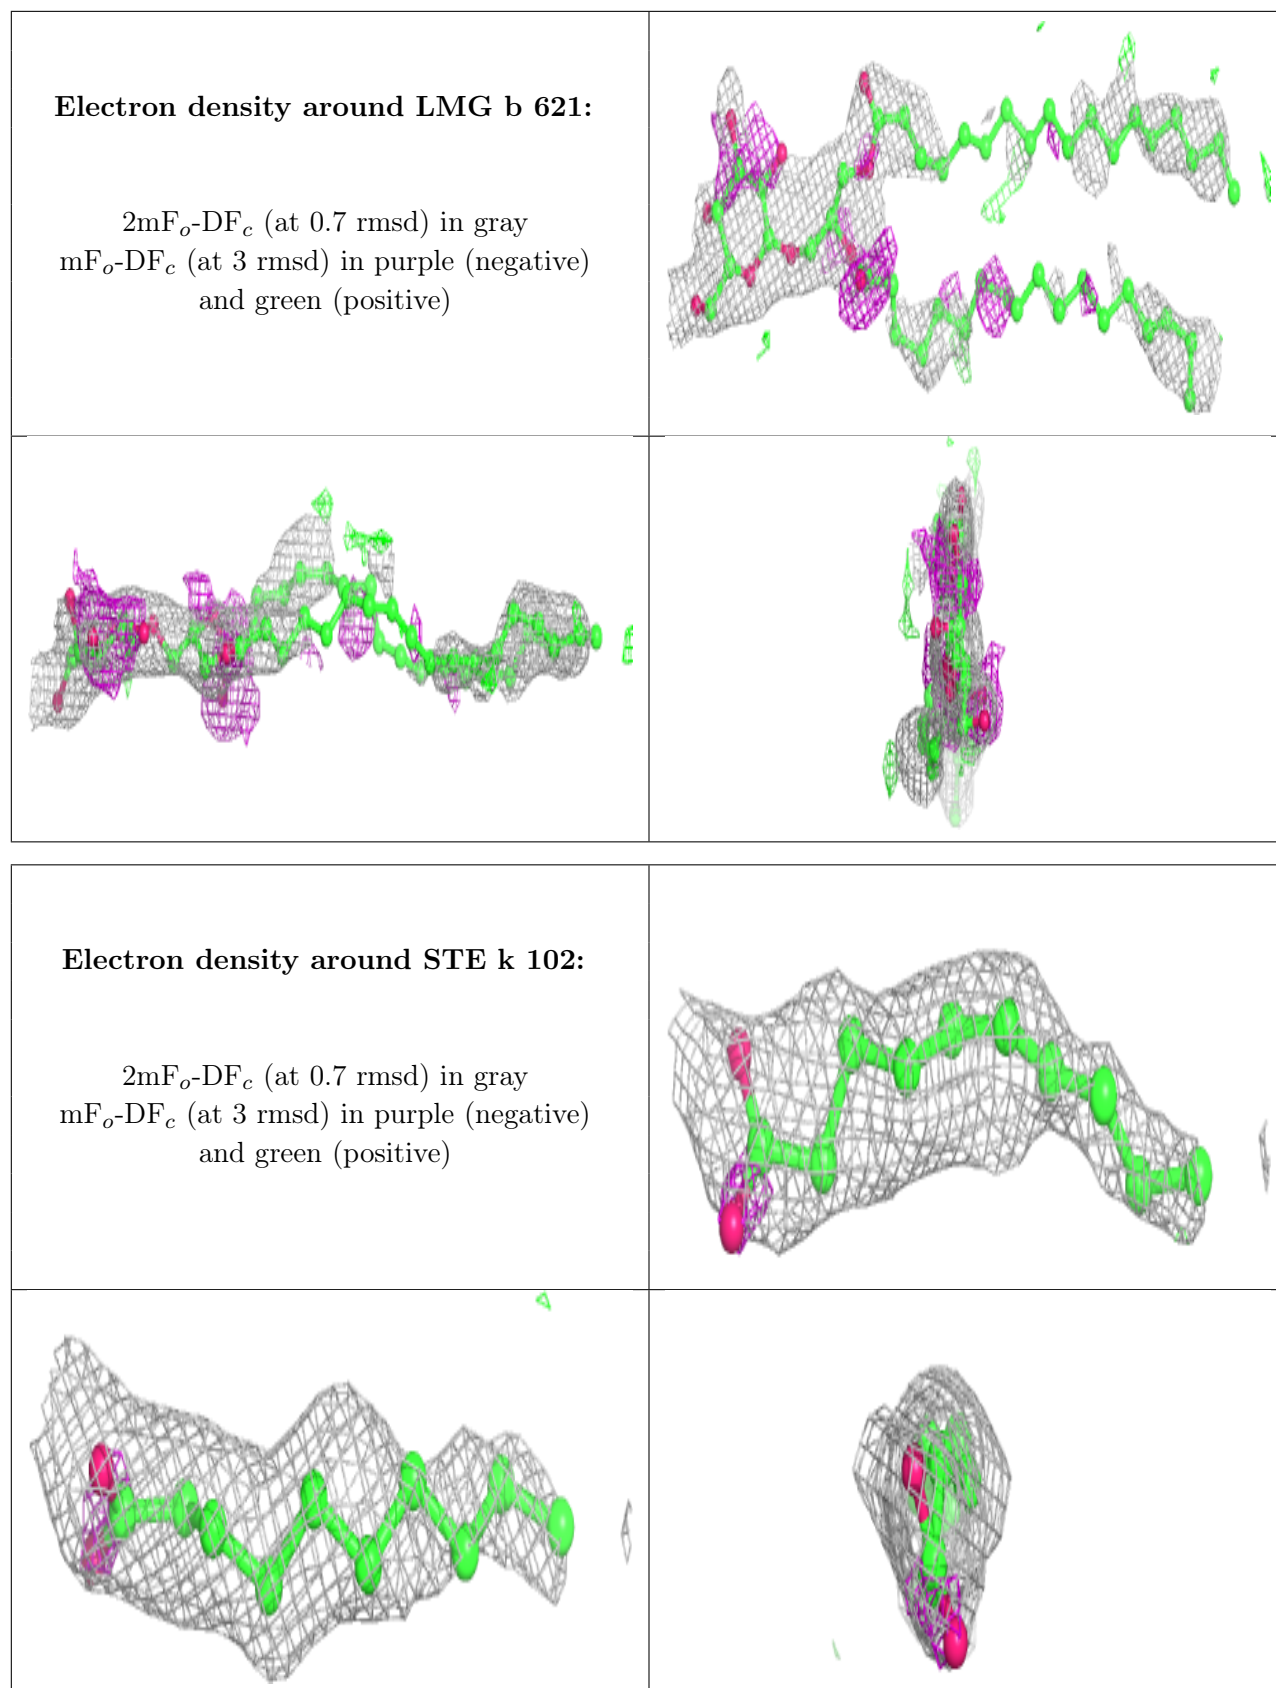 Electron density around LMG b 621:
2mF_o-DF_c (at 0.7 rmsd) in gray
mF_o-DF_c (at 3 rmsd) in purple (negative)
and green (positive)
Electron density around STE k 102:
2mF_o-DF_c (at 0.7 rmsd) in gray
mF_o-DF_c (at 3 rmsd) in purple (negative)
and green (positive)